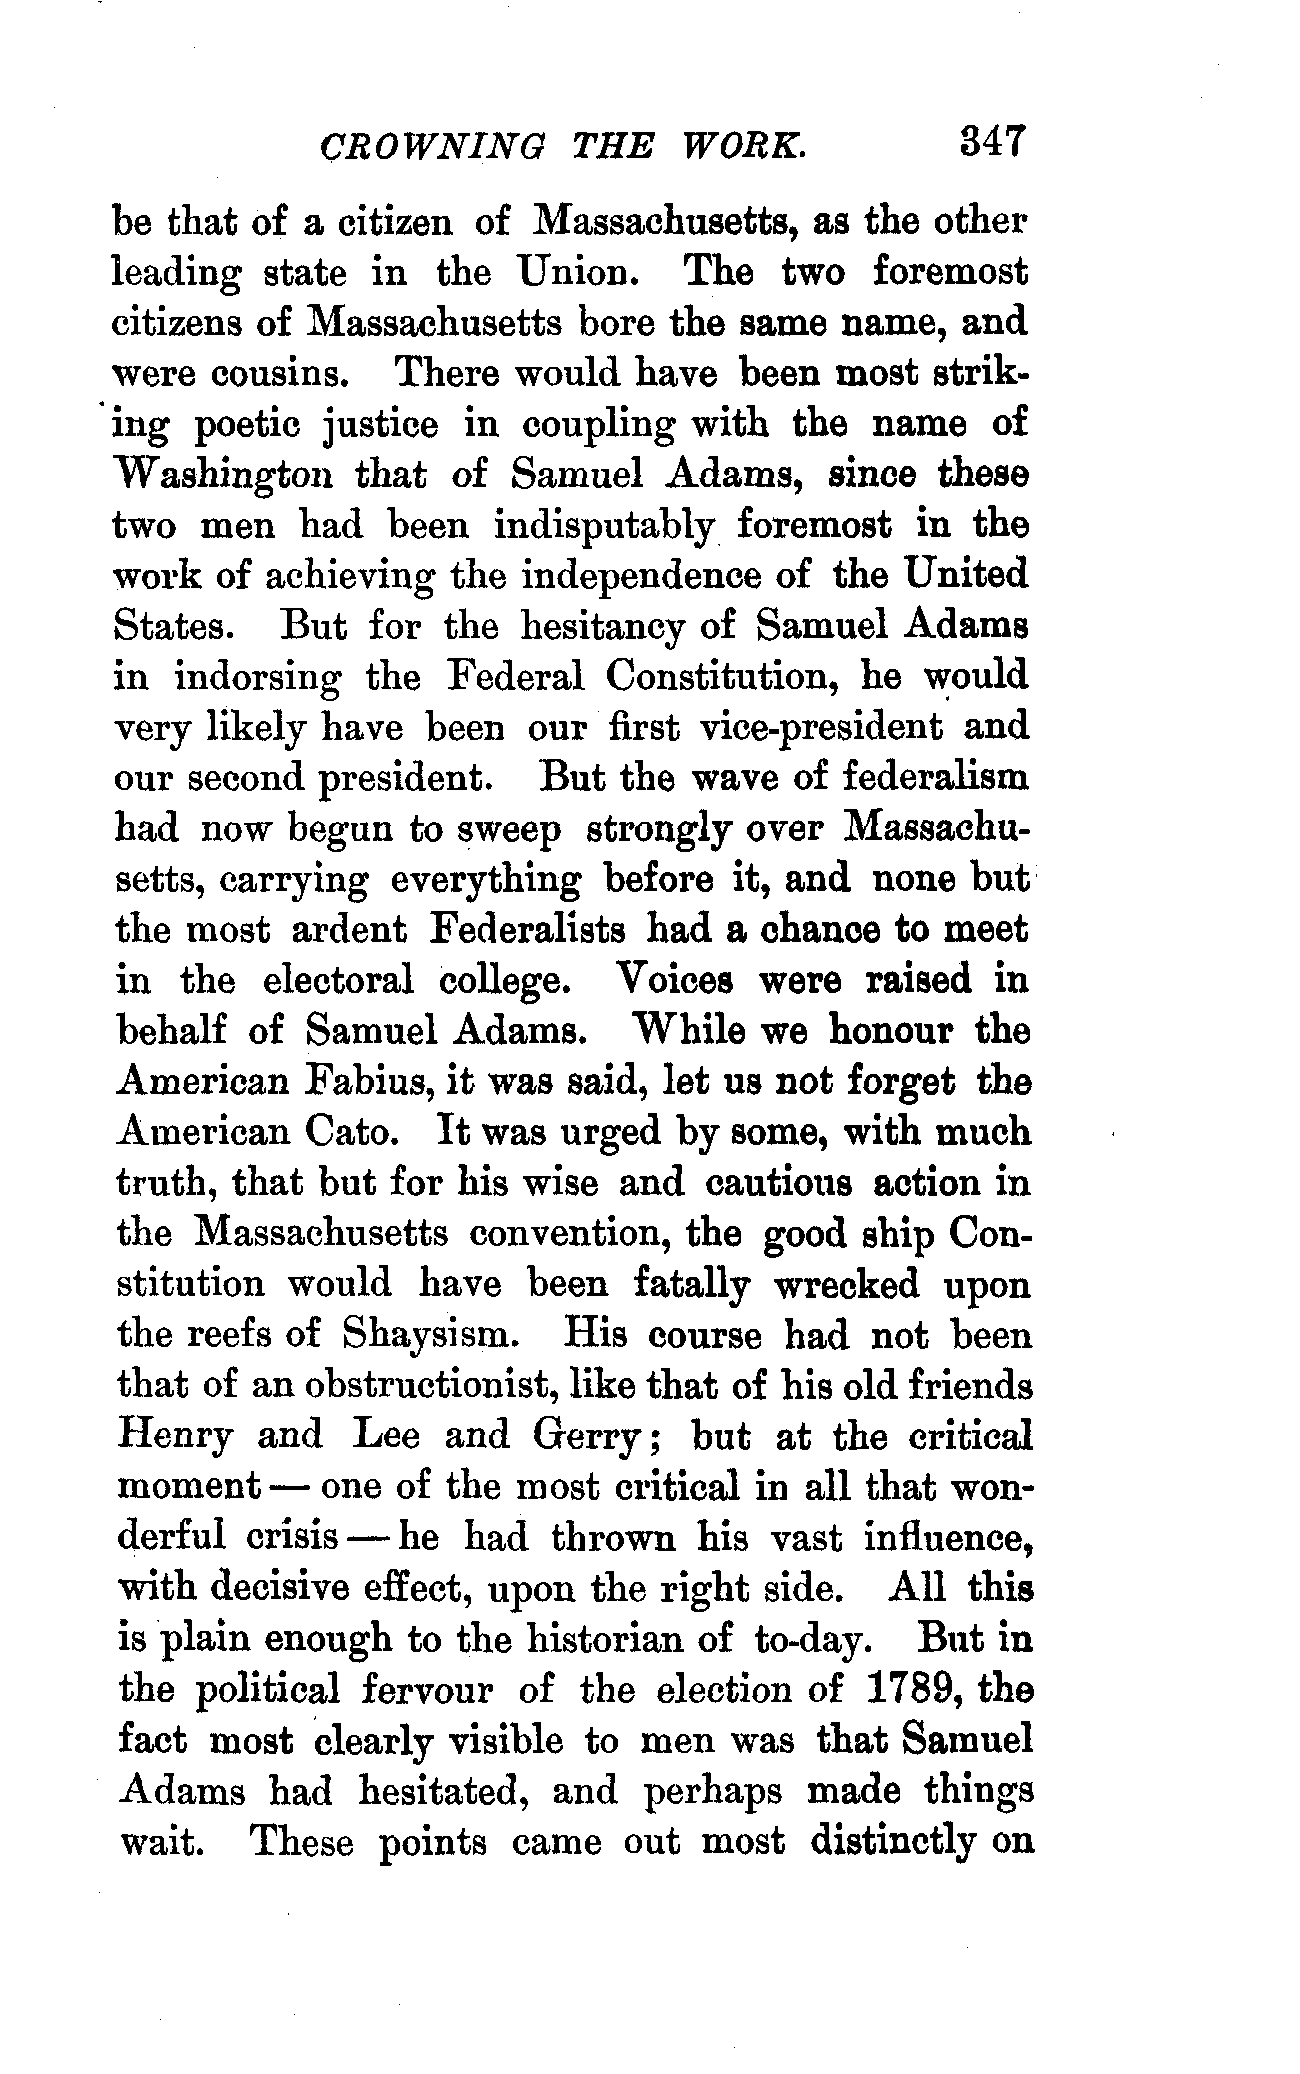 CROWNING THE WORK. 347
be that of a citizen of Massachusetts, as the other
leading state in the Union. The two foremost
citizens of Massachusetts bore the same name, and
were cousins. There would have been most strik-
ing poetic justice in coupling with the name of
Washington that of Samuel Adams, since these
two men had been indisputably foremost in the
work of achieving the independence of the United
States. But for the hesitancy of Samuel Adams
in indorsing the Federal Constitution, he would
very likely have been our first vice-president and
our second president. But the wave of federalism
had now begun to sweep strongly over Massachu-
setts, carrying everything before it, and none but
the most ardent Federalists had a chance to meet
in the electoral college. Voices were raised in
behalf of Samuel Adams. While we honour the
American Fabius, it was said, let us not forget the
American Cato. It was urged by some, with much
truth, that but for his wise and cautious action in
the Massachusetts convention, the good ship Con-
stitution would have been fatally wrecked upon
the reefs of Shaysism. His course had not been
that of an obstructionist, like that of his old friends
Henry and Lee and Gerry; but at the critical
moment — one of the most critical in all that won-
derful crisis — he had thrown his vast influence,
with decisive effect, upon the right side. All this
is plain enough to the historian of to-day. But in
the political fervour of the election of 1789, the
fact most clearly visible to men was that Samuel
Adams had hesitated, and perhaps made things
wait. These points came out most distinctly on